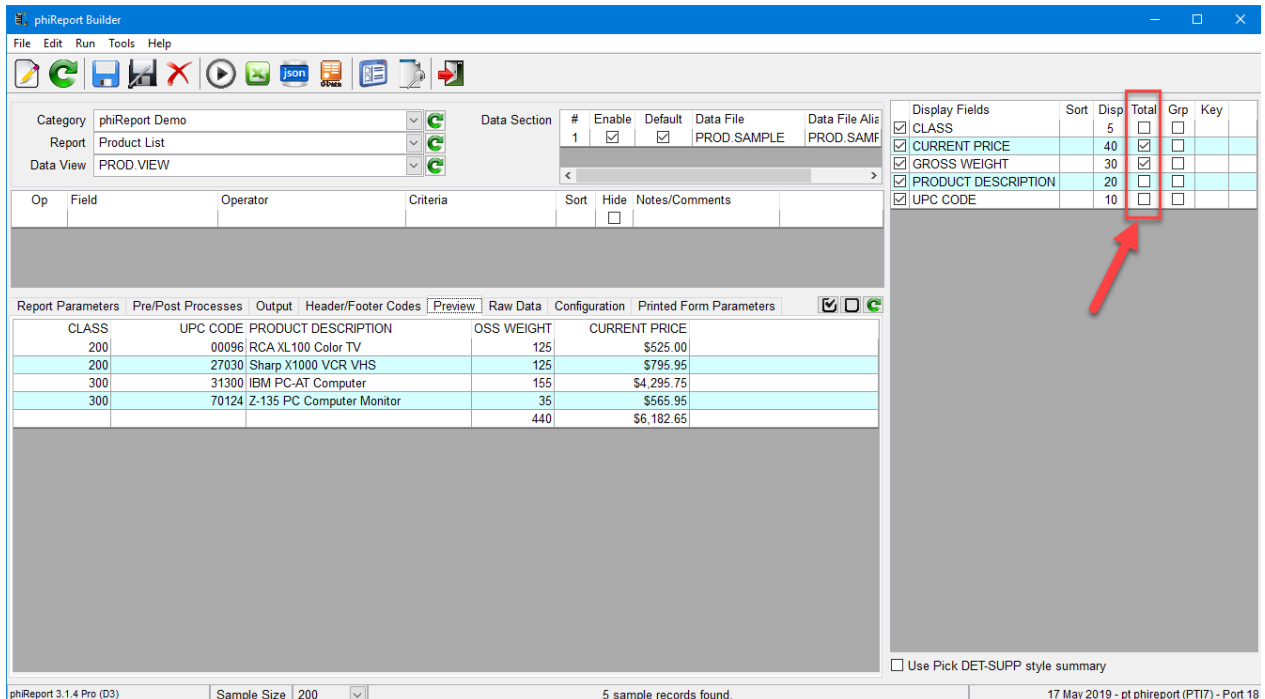 phiReport Builder
File Edit Run Tools Help
json
Category phiReport Demo
Report Product List
Data View PROD.VIEW
Data Section # Enable Default Data File Data File Alia
1 PROD.SAMPLE PROD.SAMF
Op Field Operator Criteria Sort Hide Notes/Comments
Report Parameters Pre/Post Processes Output Header/Footer Codes Preview Raw Data Configuration Printed Form Parameters
CLASS UPC CODE PRODUCT DESCRIPTION OSS WEIGHT CURRENT PRICE
200 00096 RCA XL100 Color TV 125 $525.00
200 27030 Sharp X1000 VCR VHS 125 $795.95
300 31300 IBM PC-AT Computer 155 $4,295.75
300 70124 Z-135 PC Computer Monitor 35 $565.95
440 $6,182.65
Display Fields Sort Disp Total Grp Key
CLASS 5
CURRENT PRICE 40
GROSS WEIGHT 30
PRODUCT DESCRIPTION 20
UPC CODE 10
Use Pick DET-SUPP style summary
phiReport 3.1.4 Pro (D3) Sample Size 200 5 sample records found. 17 May 2019 - pt phireport (PTI7) - Port 18